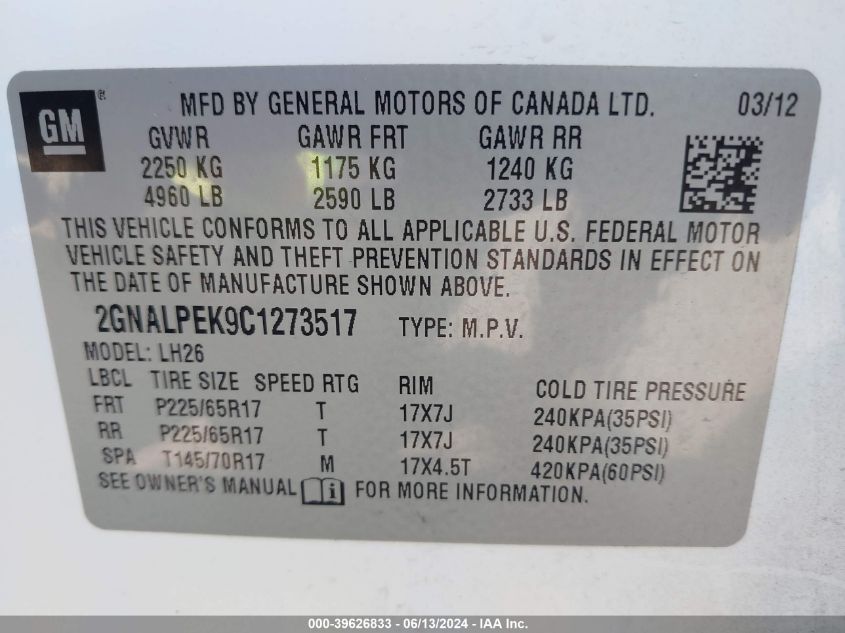 GM ® MFD BY GENERAL MOTORS OF CANADA LTD. 03/12
GVWR GAWR FRT GAWR RR
2250 KG 1175 KG 1240 KG
4960 LB 2590 LB 2733 LB
THIS VEHICLE CONFORMS TO ALL APPLICABLE U.S. FEDERAL MOTOR
VEHICLE SAFETY AND THEFT PREVENTION STANDARDS IN EFFECT ON
THE DATE OF MANUFACTURE SHOWN ABOVE.
2GNALPEK9C1273517 TYPE: M.P.V.
MODEL: LH26
LBCL TIRE SIZE SPEED RTG RIM COLD TIRE PRESSURE
FRT P225/65R17 T 17X7J 240KPA(35PSI)
RR P225/65R17 T 17X7J 240KPA(35PSI)
SPA T145/70R17 M 17X4.5T 420KPA(60PSI)
SEE OWNER'S MANUAL i FOR MORE INFORMATION.
000-39626833 - 06/13/2024 - IAA Inc.